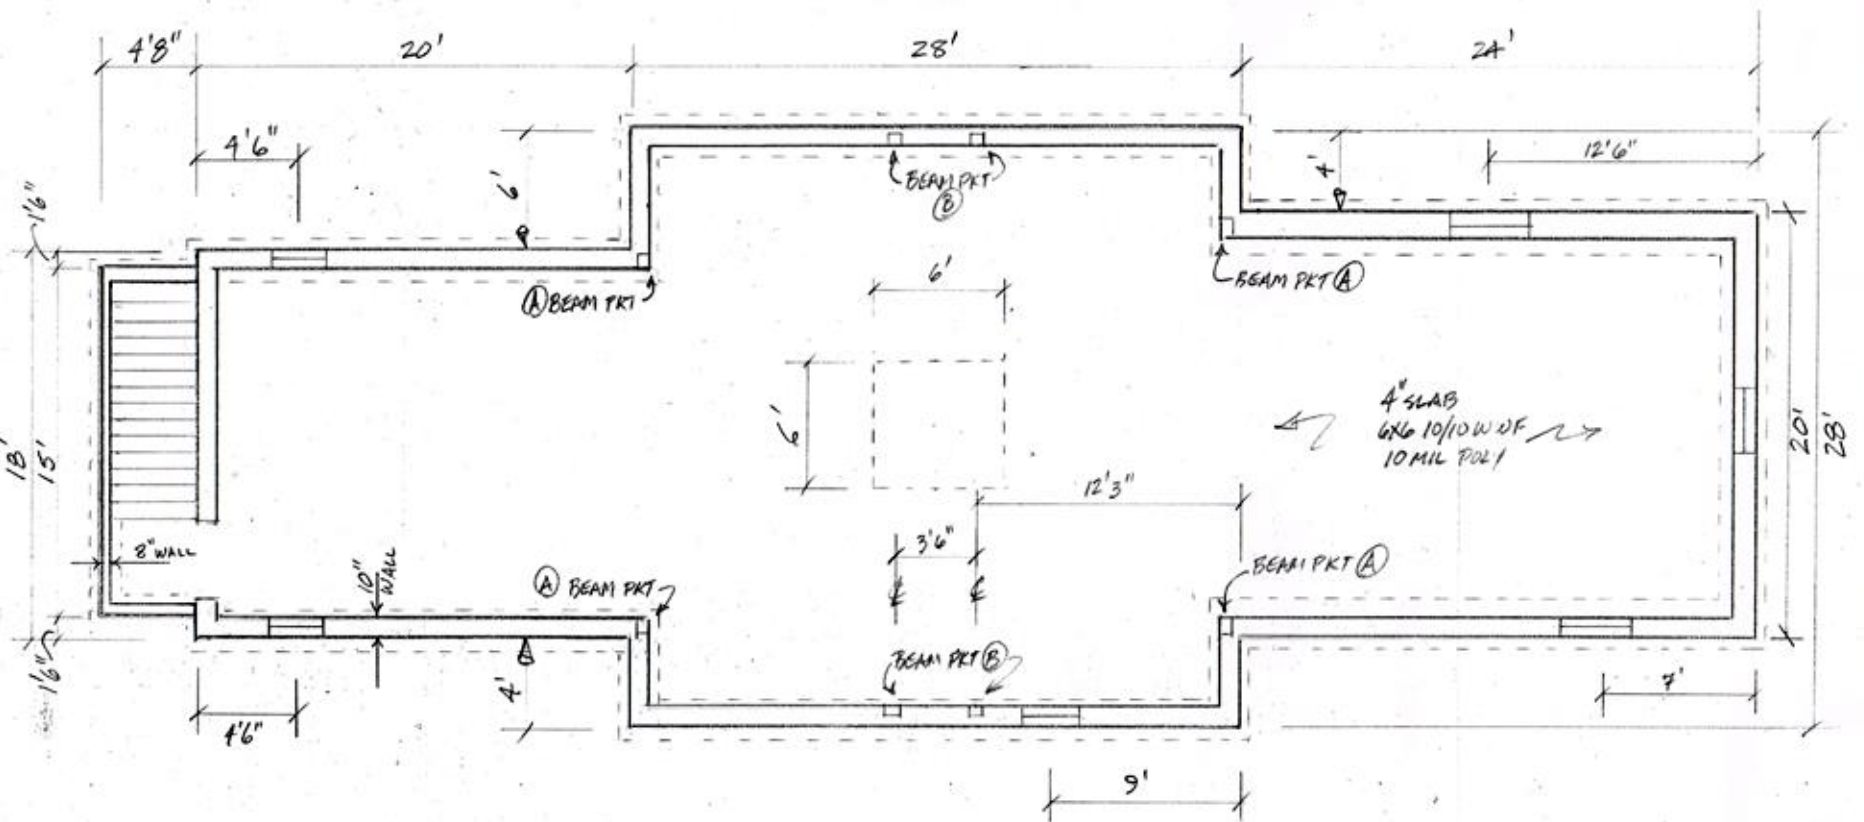 4'8"
20'
28'
24'
4'6"
6'
4'
12'6"
1'6"
BEAM PKT
B
A BEAM PKT
6'
BEAM PKT A
6'
4" SLAB
6X6 10/10 WWF
10 MIL POLY
18'
15'
20'
28'
12'3"
8" WALL
10" WALL
3'6"
A BEAM PKT
BEAM PKT A
1'6"
4'6"
4'
BEAM PKT B
7'
9'